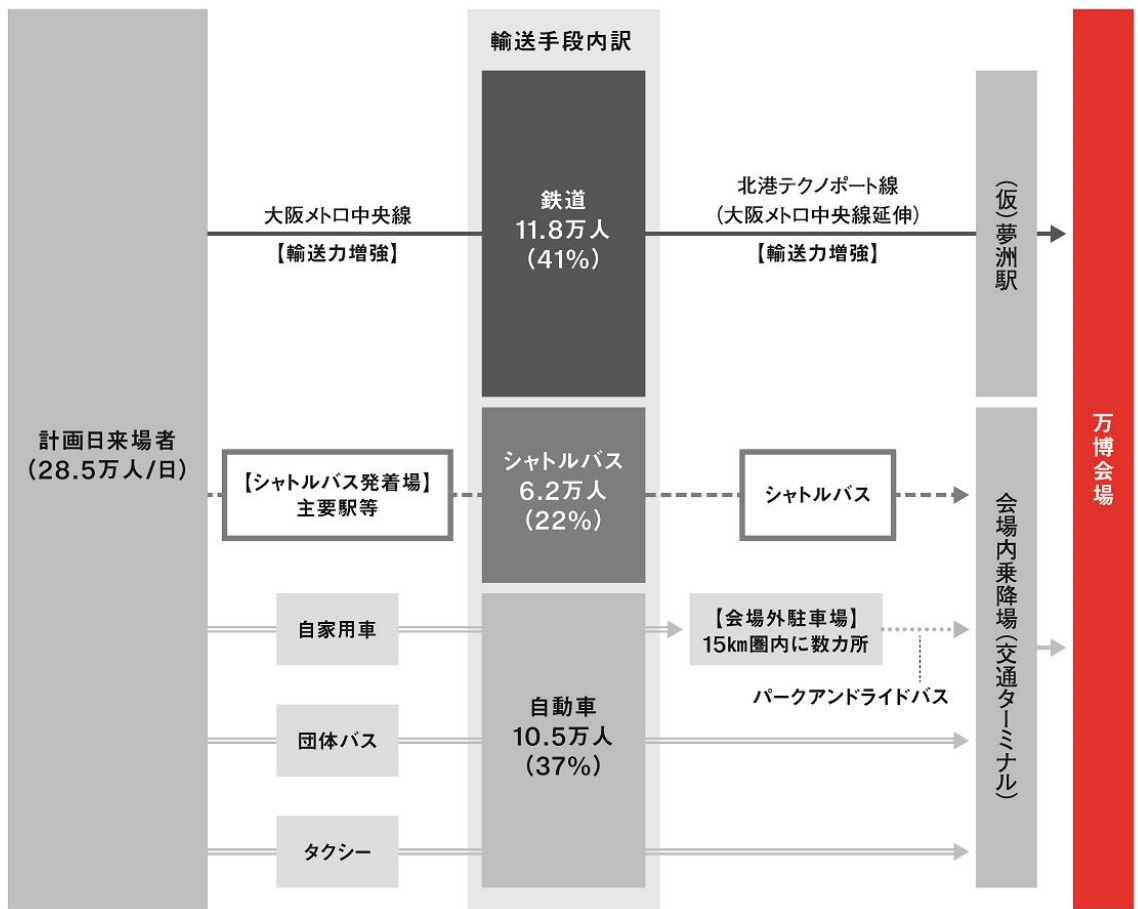 輸送手段内訳
計画日来場者
(28.5万人/日)
大阪メトロ中央線
【輸送力増強】
鉄道
11.8万人
(41%)
北港テクノポート線
(大阪メトロ中央線延伸)
【輸送力増強】
(仮)夢洲駅
【シャトルバス発着場】
主要駅等
シャトルバス
6.2万人
(22%)
シャトルバス
自家用車
団体バス
タクシー
自動車
10.5万人
(37%)
【会場外駐車場】
15km圏内に数カ所
パークアンドライドバス
会場内乗降場(交通ターミナル)
万博会場